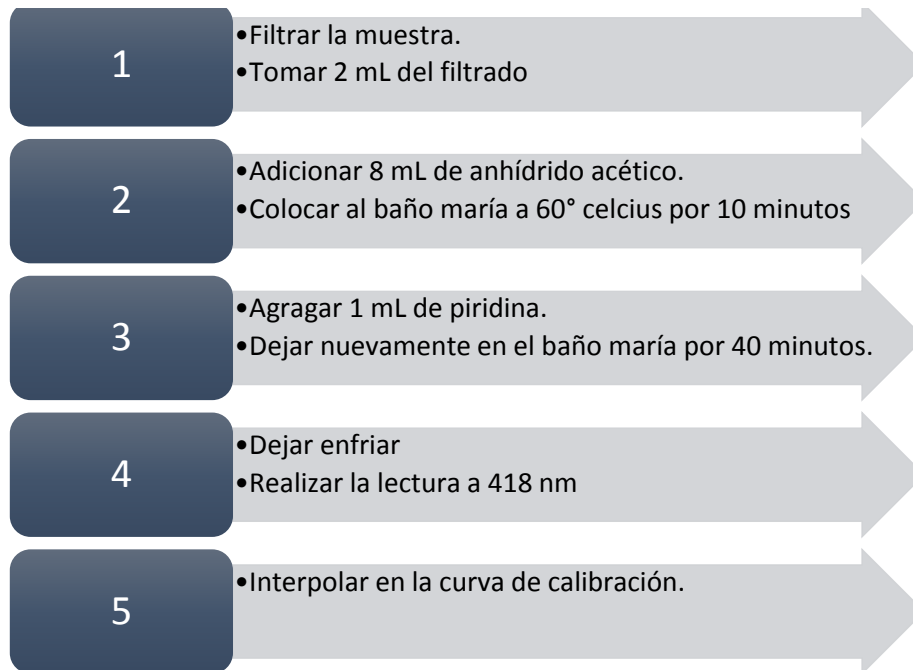 1
•Filtrar la muestra.
•Tomar 2 mL del filtrado
2
•Adicionar 8 mL de anhídrido acético.
•Colocar al baño maría a 60° celcius por 10 minutos
3
•Agragar 1 mL de piridina.
•Dejar nuevamente en el baño maría por 40 minutos.
4
•Dejar enfriar
•Realizar la lectura a 418 nm
5
•Interpolar en la curva de calibración.